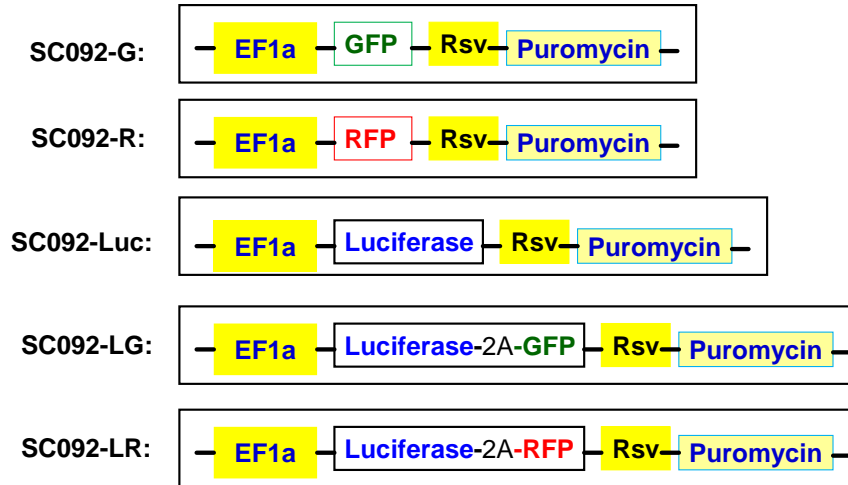 SC092-G: EF1a GFP Rsv Puromycin
SC092-R: EF1a RFP Rsv Puromycin
SC092-Luc: EF1a Luciferase Rsv Puromycin
SC092-LG: EF1a Luciferase-2A-GFP Rsv Puromycin
SC092-LR: EF1a Luciferase-2A-RFP Rsv Puromycin